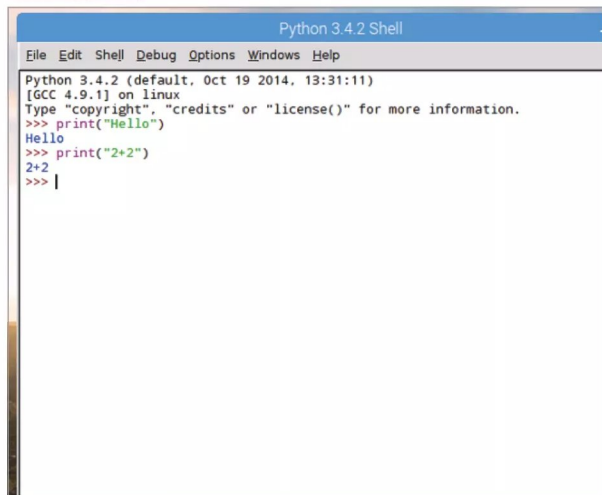 Python 3.4.2 Shell
File Edit Shell Debug Options Windows Help
Python 3.4.2 (default, Oct 19 2014, 13:31:11)
[GCC 4.9.1] on linux
Type "copyright", "credits" or "license()" for more information.
>>> print("Hello")
Hello
>>> print("2+2")
2+2
>>>